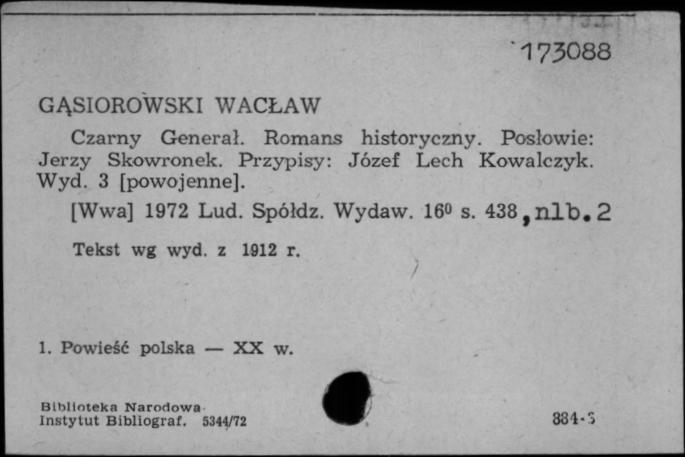 173088
GĄSIOROWSKI WACŁAW
Czarny Generał. Romans historyczny. Posłowie:
Jerzy Skowronek. Przypisy: Józef Lech Kowalczyk.
Wyd. 3 [powojenne].
[Wwa] 1972 Lud. Spółdz. Wydaw. 16⁰ s. 438, nlb. 2
Tekst wg wyd. z 1912 r.
1. Powieść polska — XX w.
Biblioteka Narodowa
Instytut Bibliograf. 5344/72